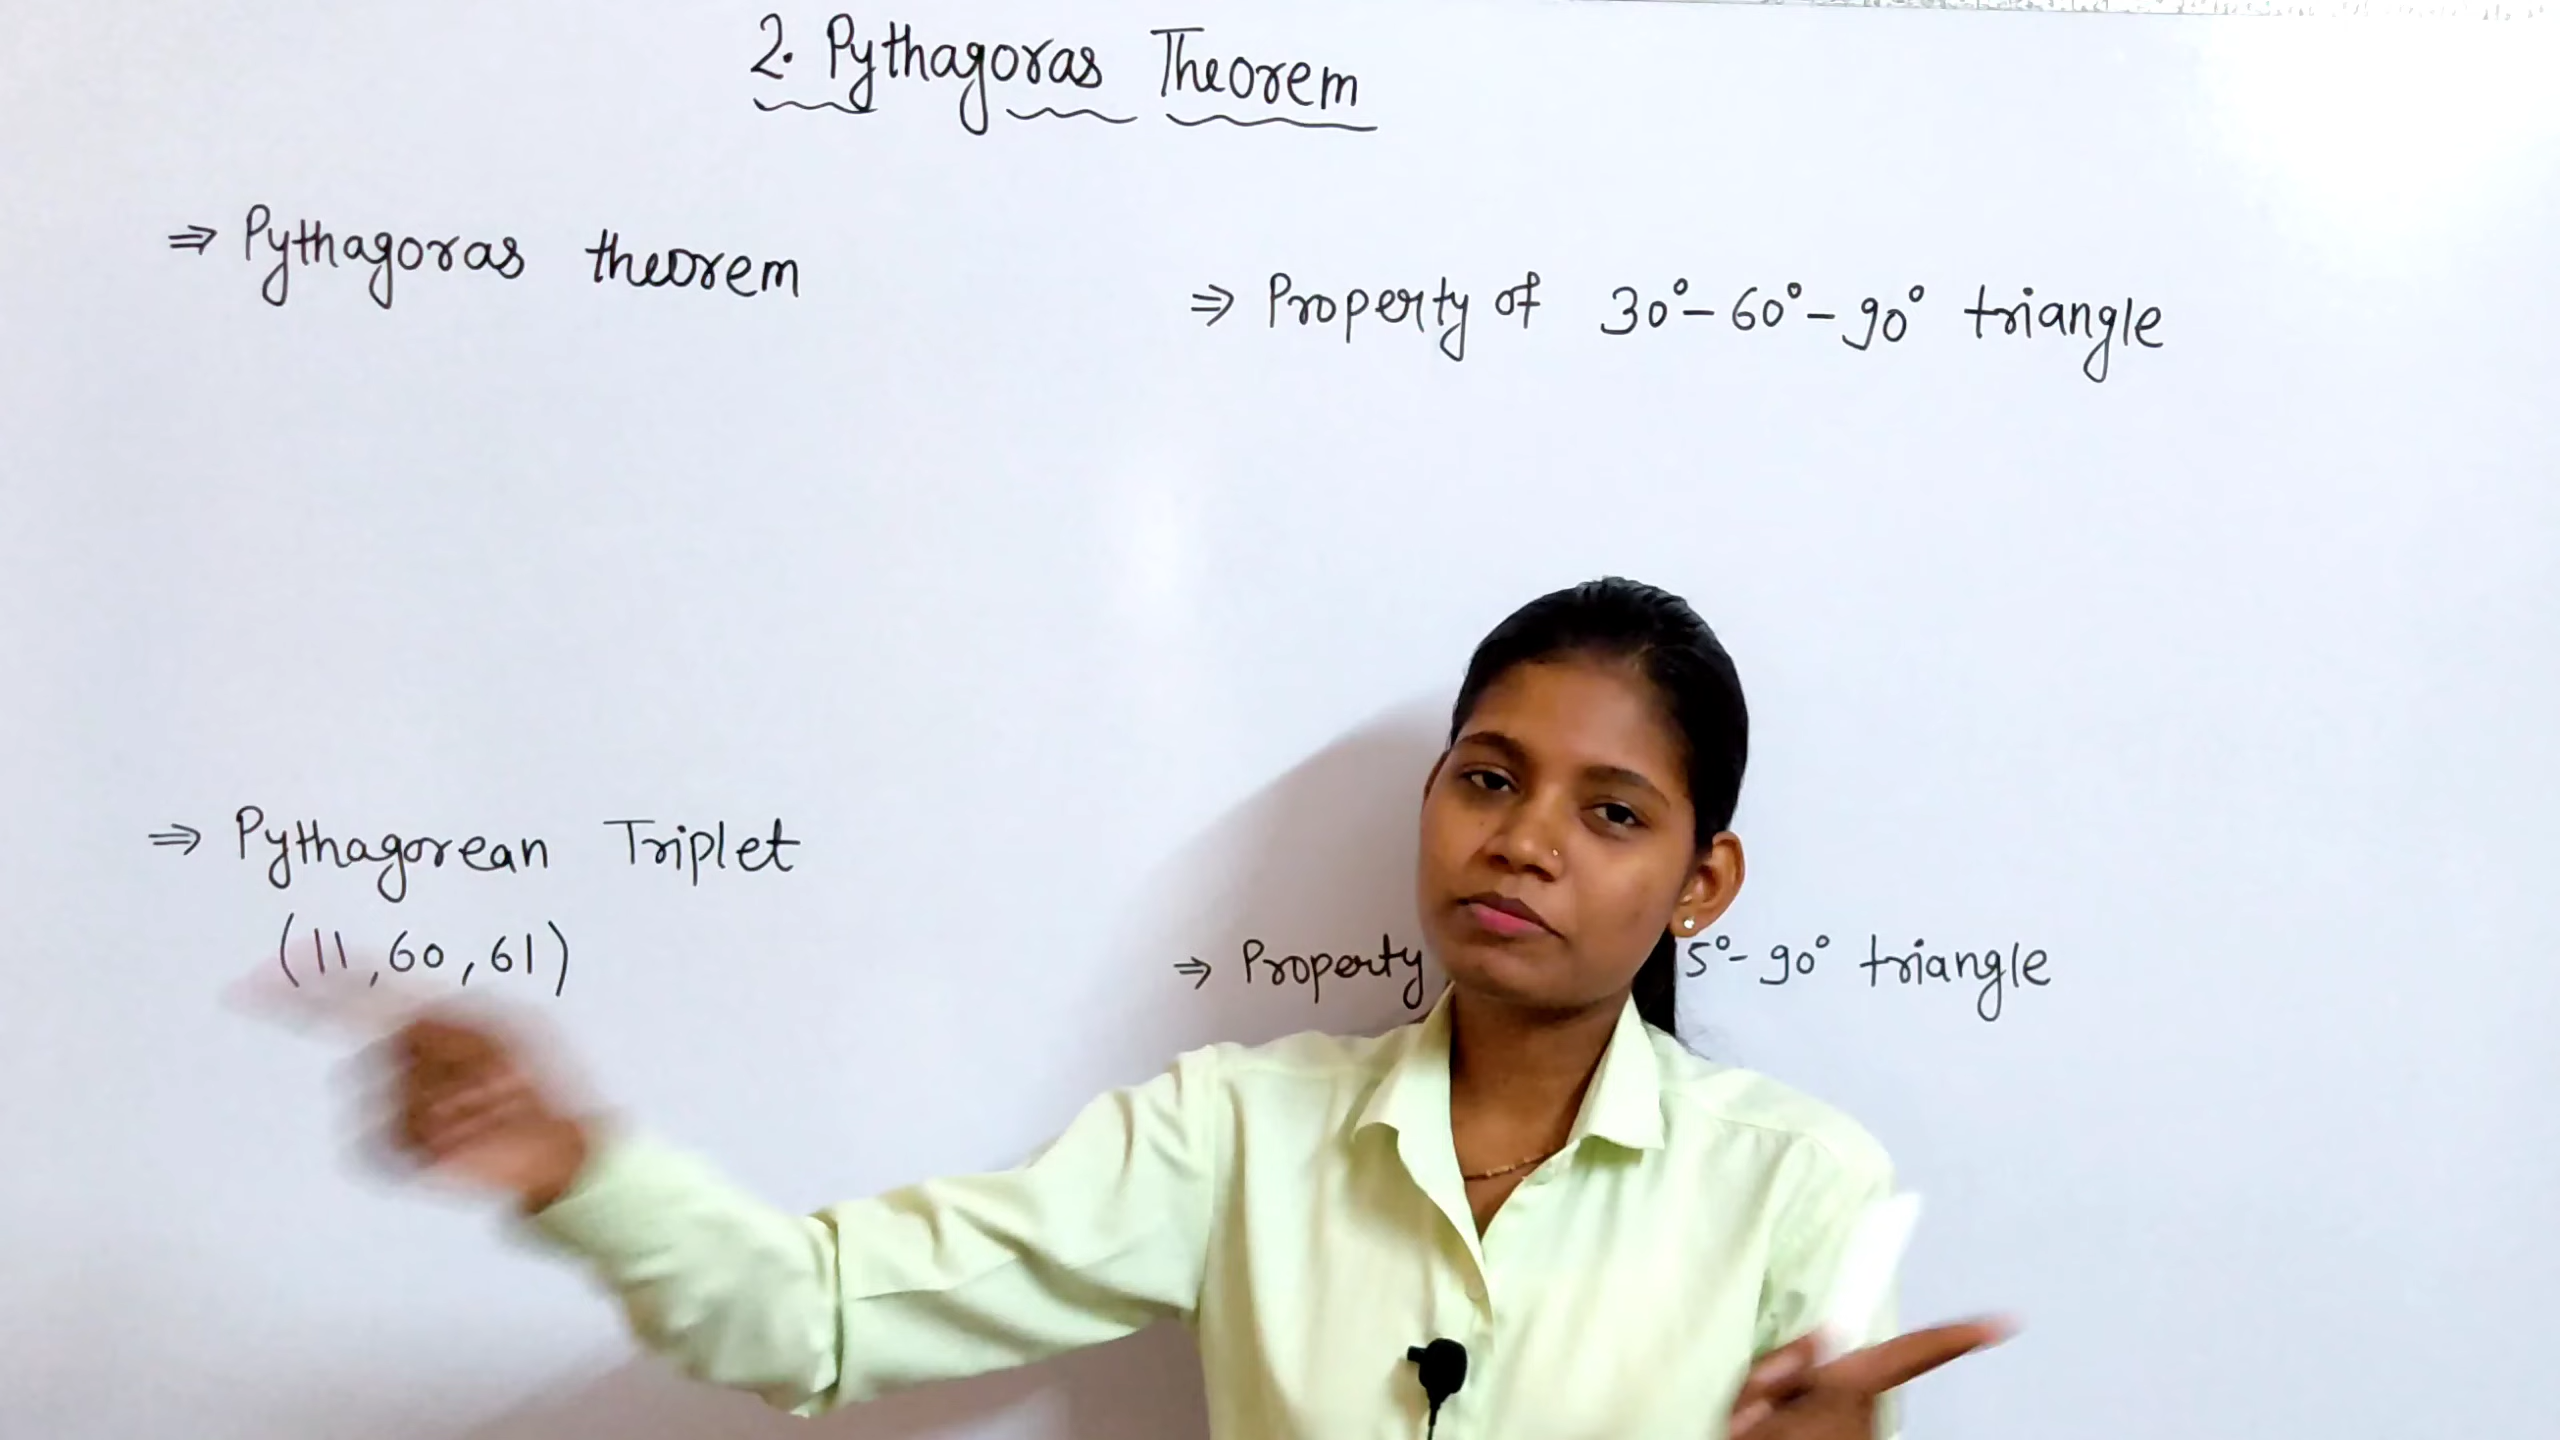 2. Pythagoras Theorem
⇒ Pythagoras theorem
⇒ Property of 30°-60°-90° triangle
⇒ Pythagorean Triplet
(11,60,61)
⇒ Property 5°-90° triangle